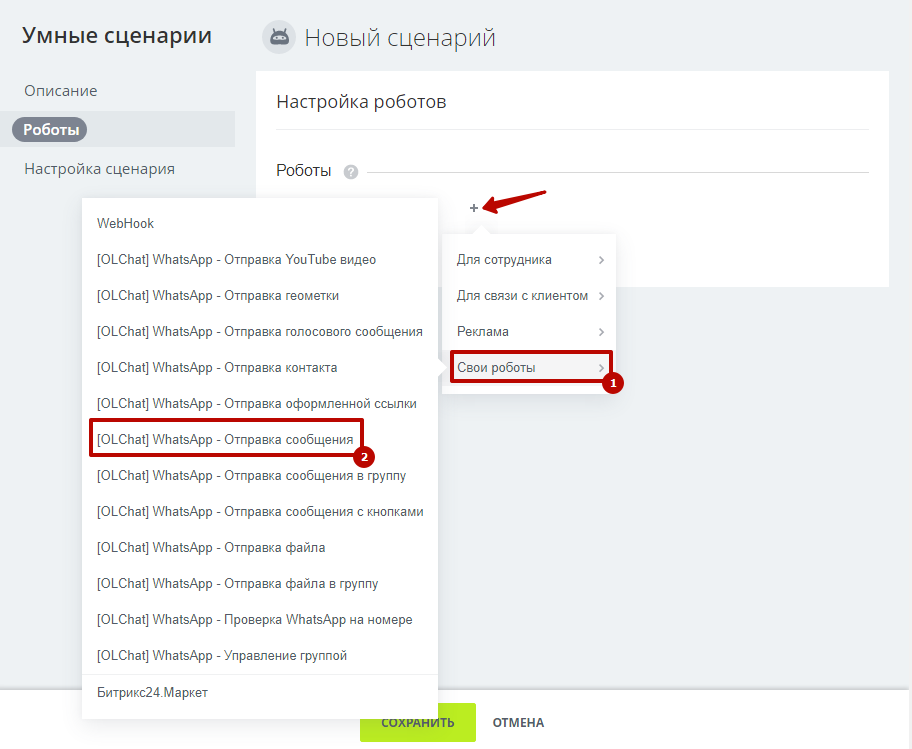 Умные сценарии
Новый сценарий
Описание
Роботы
Настройка сценария
Настройка роботов
Роботы ?
+
Для сотрудника
Для связи с клиентом
Реклама
Свои роботы
1
WebHook
[OLChat] WhatsApp - Отправка YouTube видео
[OLChat] WhatsApp - Отправка геометки
[OLChat] WhatsApp - Отправка голосового сообщения
[OLChat] WhatsApp - Отправка контакта
[OLChat] WhatsApp - Отправка оформленной ссылки
[OLChat] WhatsApp - Отправка сообщения
2
[OLChat] WhatsApp - Отправка сообщения в группу
[OLChat] WhatsApp - Отправка сообщения с кнопками
[OLChat] WhatsApp - Отправка файла
[OLChat] WhatsApp - Отправка файла в группу
[OLChat] WhatsApp - Проверка WhatsApp на номере
[OLChat] WhatsApp - Управление группой
Битрикс24.Маркет
СОХРАНИТЬ
ОТМЕНА